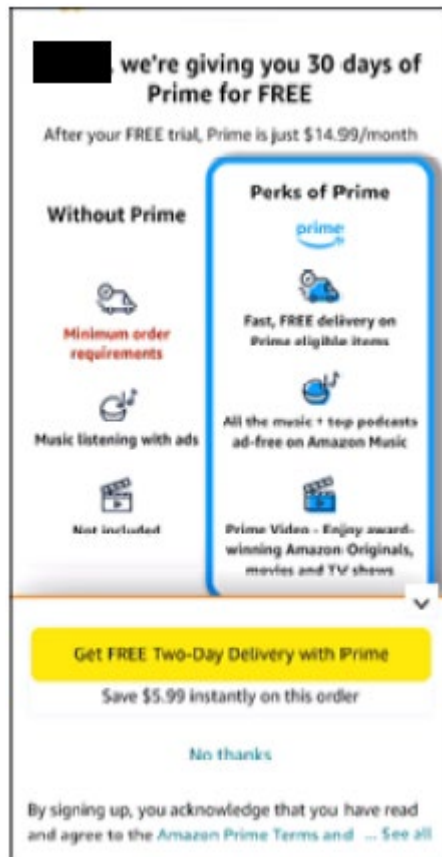 , we're giving you 30 days of
Prime for FREE
After your FREE trial, Prime is just $14.99/month
Without Prime
Minimum order
requirements
Music listening with ads
Not included
Perks of Prime
prime
Fast, FREE delivery on
Prime eligible items
All the music + top podcasts
ad-free on Amazon Music
Prime Video - Enjoy award-
winning Amazon Originals,
movies and TV shows
Get FREE Two-Day Delivery with Prime
Save $5.99 instantly on this order
No thanks
By signing up, you acknowledge that you have read
and agree to the Amazon Prime Terms and ... See all